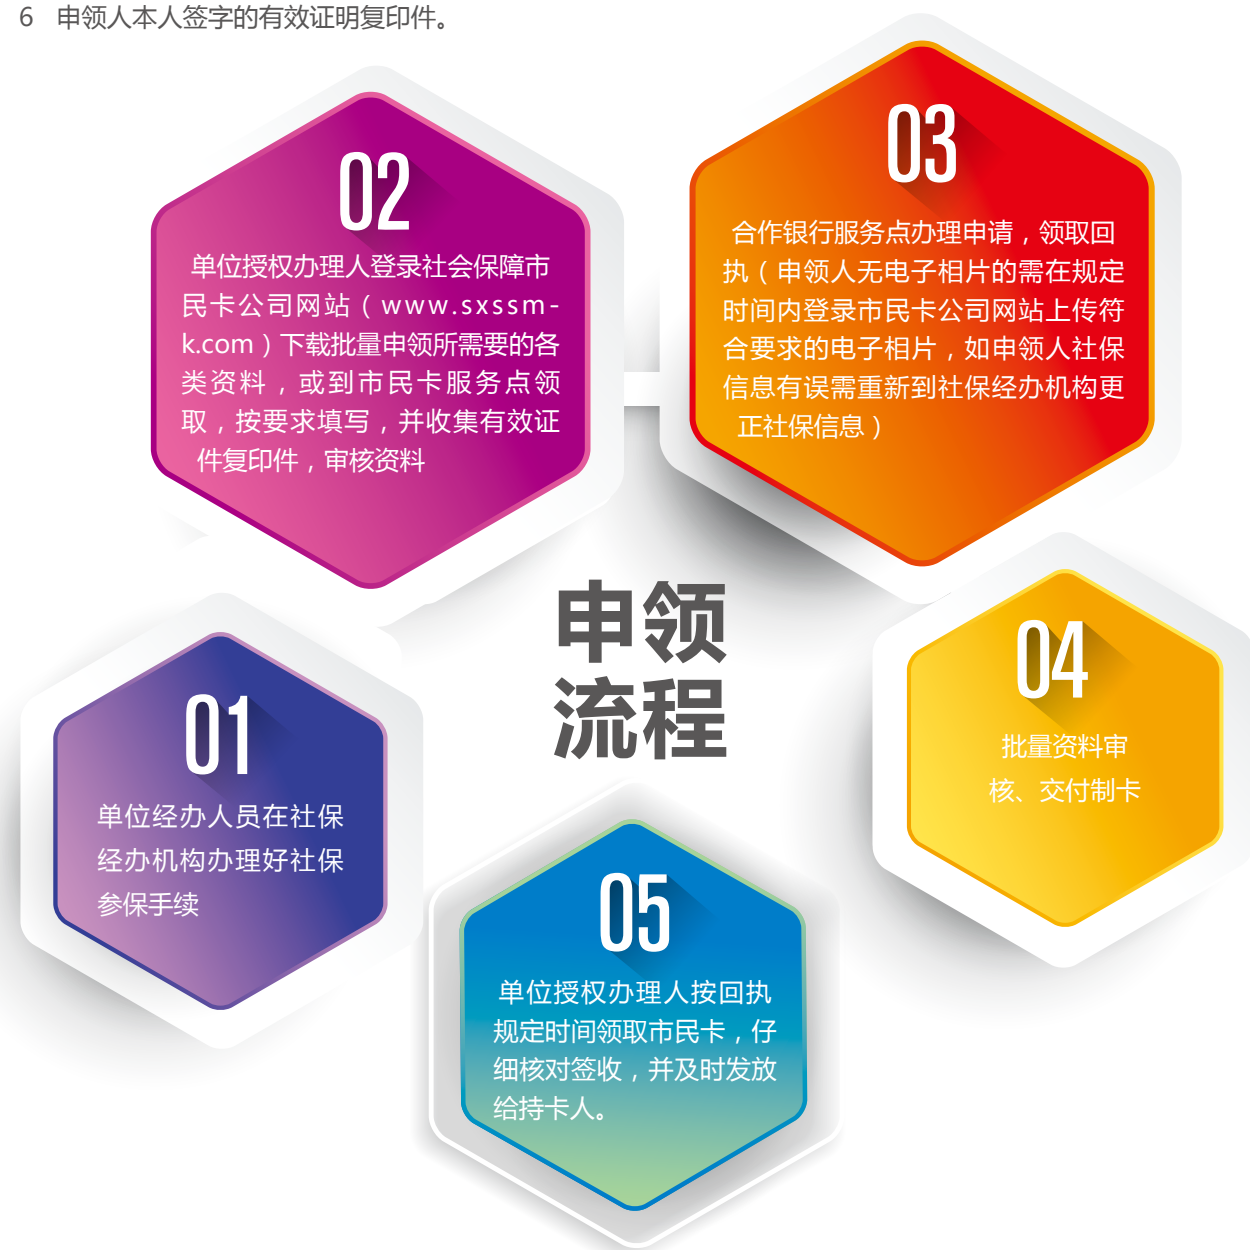 6 申领人本人签字的有效证明复印件。
02
单位授权办理人登录社会保障市
民卡公司网站（www.sxssm-
k.com）下载批量申领所需要的各
类资料，或到市民卡服务点领
取，按要求填写，并收集有效证
件复印件，审核资料
03
合作银行服务点办理申请，领取回
执（申领人无电子相片的需在规定
时间内登录市民卡公司网站上传符
合要求的电子相片，如申领人社保
信息有误需重新到社保经办机构更
正社保信息）
申领
流程
01
单位经办人员在社保
经办机构办理好社保
参保手续
04
批量资料审
核、交付制卡
05
单位授权办理人按回执
规定时间领取市民卡，仔
细核对签收，并及时发放
给持卡人。